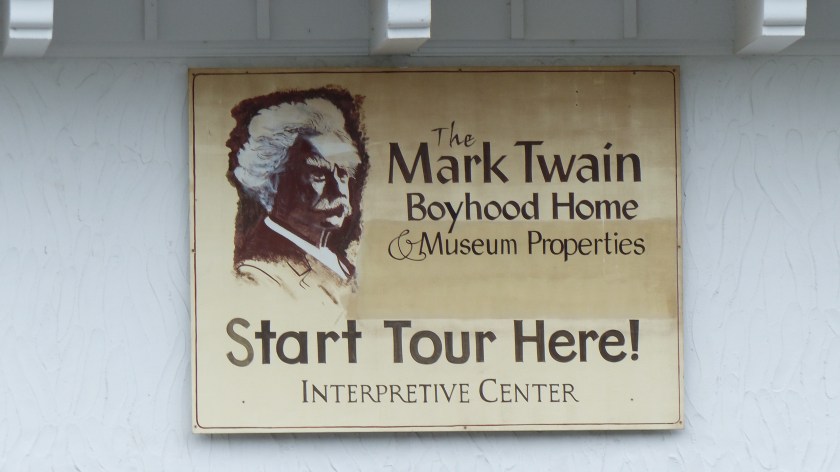 The
Mark Twain
Boyhood Home
& Museum Properties
Start Tour Here!
INTERPRETIVE CENTER